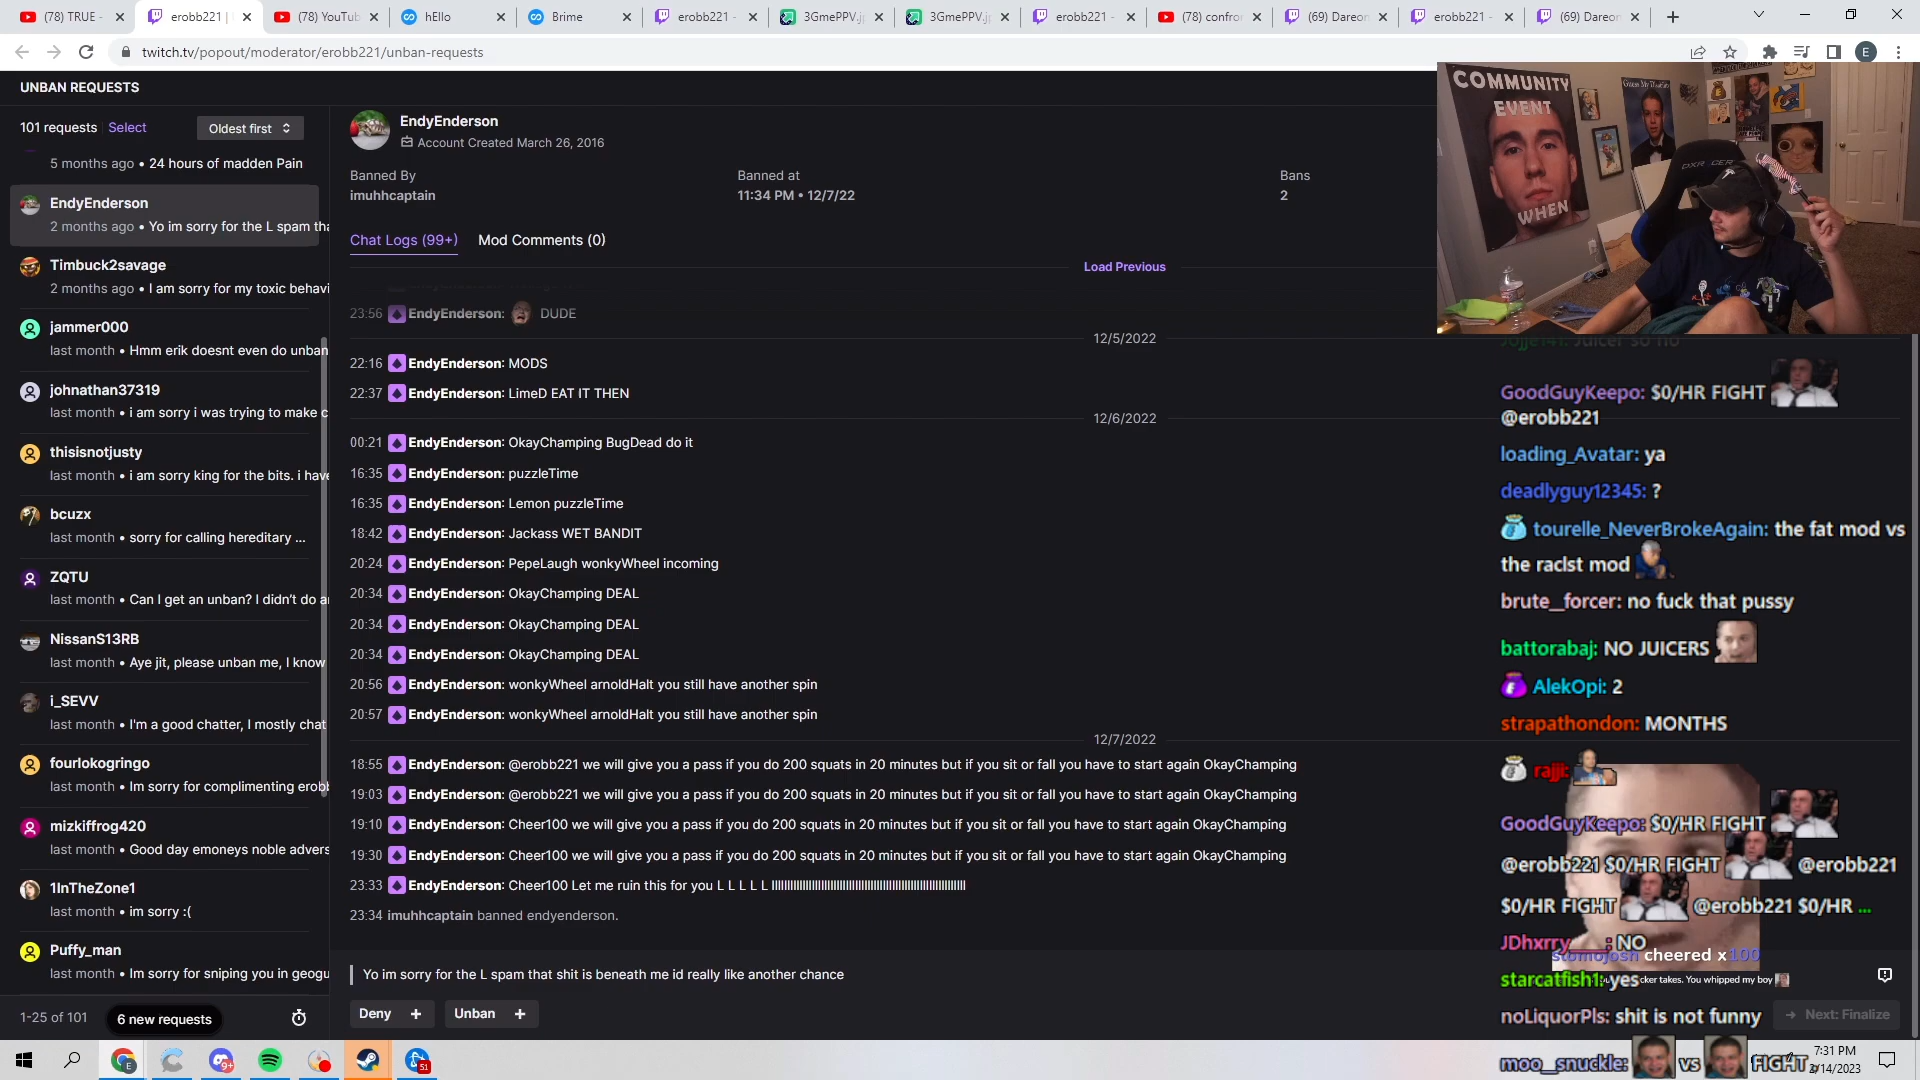 (78) TRUE -
erobb221 |
(78) YouTub
hEllo
Brime
erobb221 -
3GmePPV.j
3GmePPV.j
erobb221 -
(78) confror
(69) Dareon
erobb221 -
(69) Dareon
twitch.tv/popout/moderator/erobb221/unban-requests
E
UNBAN REQUESTS
101 requests
Select
Oldest first
5 months ago • 24 hours of madden Pain
EndyEnderson
2 months ago • Yo im sorry for the L spam tha
Timbuck2savage
2 months ago • I am sorry for my toxic behavi
jammer000
last month • Hmm erik doesnt even do unban
johnathan37319
last month • i am sorry i was trying to make c
thisisnotjusty
last month • i am sorry king for the bits. i have
bcuzx
last month • sorry for calling hereditary ...
ZQTU
last month • Can I get an unban? I didn't do a
NissanS13RB
last month • Aye jit, please unban me, I know
i_SEVV
last month • I'm a good chatter, I mostly chat
fourlokogringo
last month • Im sorry for complimenting erobb
mizkiffrog420
last month • Good day emoneys noble advers
1InTheZone1
last month • im sorry :(
Puffy_man
last month • Im sorry for sniping you in geogu
1-25 of 101
6 new requests
EndyEnderson
Account Created March 26, 2016
Banned By
imuhhcaptain
Banned at
11:34 PM • 12/7/22
Bans
2
Chat Logs (99+)
Mod Comments (0)
Load Previous
23:56 EndyEnderson: DUDE
12/5/2022
22:16 EndyEnderson: MODS
22:37 EndyEnderson: LimeD EAT IT THEN
12/6/2022
00:21 EndyEnderson: OkayChamping BugDead do it
16:35 EndyEnderson: puzzleTime
16:35 EndyEnderson: Lemon puzzleTime
18:42 EndyEnderson: Jackass WET BANDIT
20:24 EndyEnderson: PepeLaugh wonkyWheel incoming
20:34 EndyEnderson: OkayChamping DEAL
20:34 EndyEnderson: OkayChamping DEAL
20:34 EndyEnderson: OkayChamping DEAL
20:56 EndyEnderson: wonkyWheel arnoldHalt you still have another spin
20:57 EndyEnderson: wonkyWheel arnoldHalt you still have another spin
12/7/2022
18:55 EndyEnderson: @erobb221 we will give you a pass if you do 200 squats in 20 minutes but if you sit or fall you have to start again OkayChamping
19:03 EndyEnderson: @erobb221 we will give you a pass if you do 200 squats in 20 minutes but if you sit or fall you have to start again OkayChamping
19:10 EndyEnderson: Cheer100 we will give you a pass if you do 200 squats in 20 minutes but if you sit or fall you have to start again OkayChamping
19:30 EndyEnderson: Cheer100 we will give you a pass if you do 200 squats in 20 minutes but if you sit or fall you have to start again OkayChamping
23:33 EndyEnderson: Cheer100 Let me ruin this for you L L L L L
23:34 imuhhcaptain banned endyenderson.
Yo im sorry for the L spam that shit is beneath me id really like another chance
Deny +
Unban +
Next: Finalize
COMMUNITY
EVENT
WHEN
DXRACER
GoodGuyKeepo: $0/HR FIGHT
@erobb221
loading_Avatar: ya
deadlyguy12345: ?
tourelle_NeverBrokeAgain: the fat mod vs
the raclst mod
brute_forcer: no fuck that pussy
battorabaj: NO JUICERS
AlekOpi: 2
strapathondon: MONTHS
rajji:
GoodGuyKeepo: $0/HR FIGHT
@erobb221 $0/HR FIGHT @erobb221
$0/HR FIGHT @erobb221 $0/HR ...
JDhxrry__: NO
cheered x100
starcatfish1: yes
cker takes. You whipped my boy
noLiquorPls: shit is not funny
moo_snuckle: vs FIGHT
9+
51
7:31 PM
2/14/2023